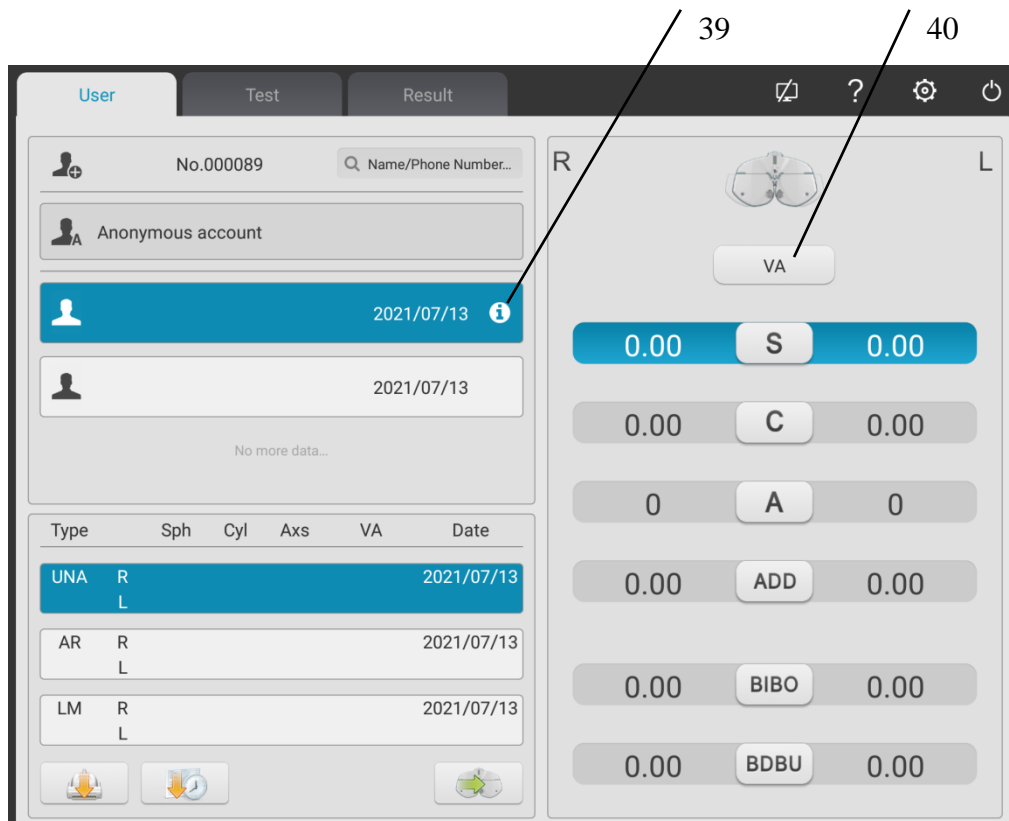 39 40
User Test Result ?
No.000089 Name/Phone Number...
A Anonymous account
2021/07/13 i
2021/07/13
No more data...
Type Sph Cyl Axs VA Date
UNA R 2021/07/13
L
AR R 2021/07/13
L
LM R 2021/07/13
L
R L
VA
0.00 S 0.00
0.00 C 0.00
0 A 0
0.00 ADD 0.00
0.00 BIBO 0.00
0.00 BDBU 0.00